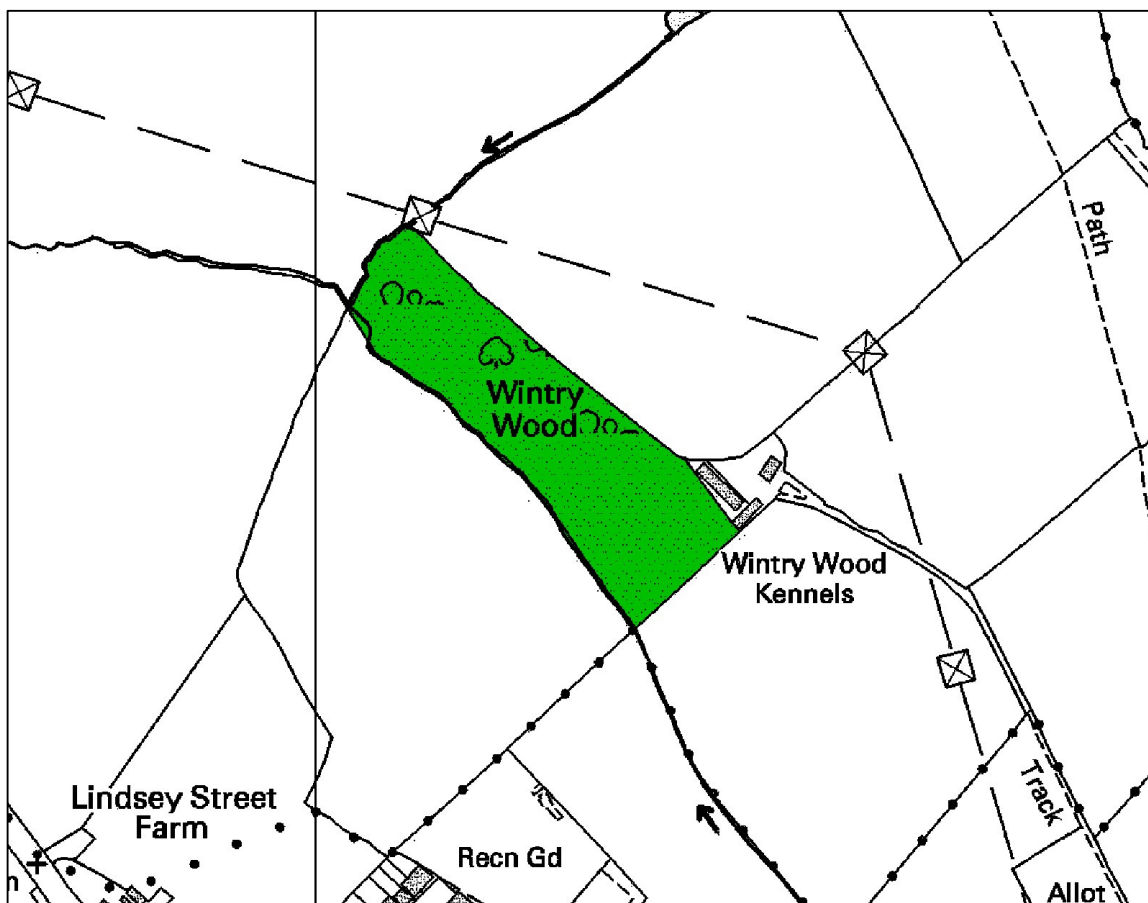 Path
Wintry
Wood
Wintry Wood
Kennels
Lindsey Street
Farm
Track
Recn Gd
Allot